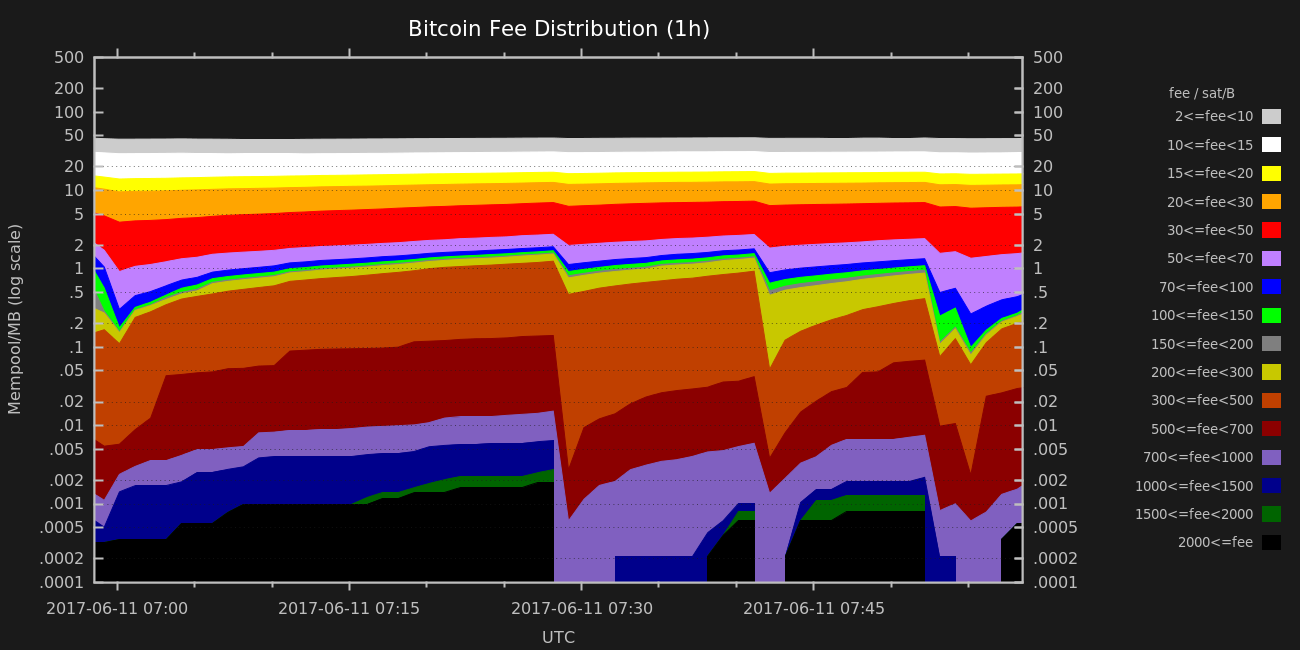 Bitcoin Fee Distribution (1h)
Mempool/MB (log scale)
500
200
100
50
20
10
5
2
1
.5
.2
.1
.05
.02
.01
.005
.002
.001
.0005
.0002
.0001
500
200
100
50
20
10
5
2
1
.5
.2
.1
.05
.02
.01
.005
.002
.001
.0005
.0002
.0001
2017-06-11 07:00
2017-06-11 07:15
2017-06-11 07:30
2017-06-11 07:45
UTC
fee / sat/B
2<=fee<10
10<=fee<15
15<=fee<20
20<=fee<30
30<=fee<50
50<=fee<70
70<=fee<100
100<=fee<150
150<=fee<200
200<=fee<300
300<=fee<500
500<=fee<700
700<=fee<1000
1000<=fee<1500
1500<=fee<2000
2000<=fee